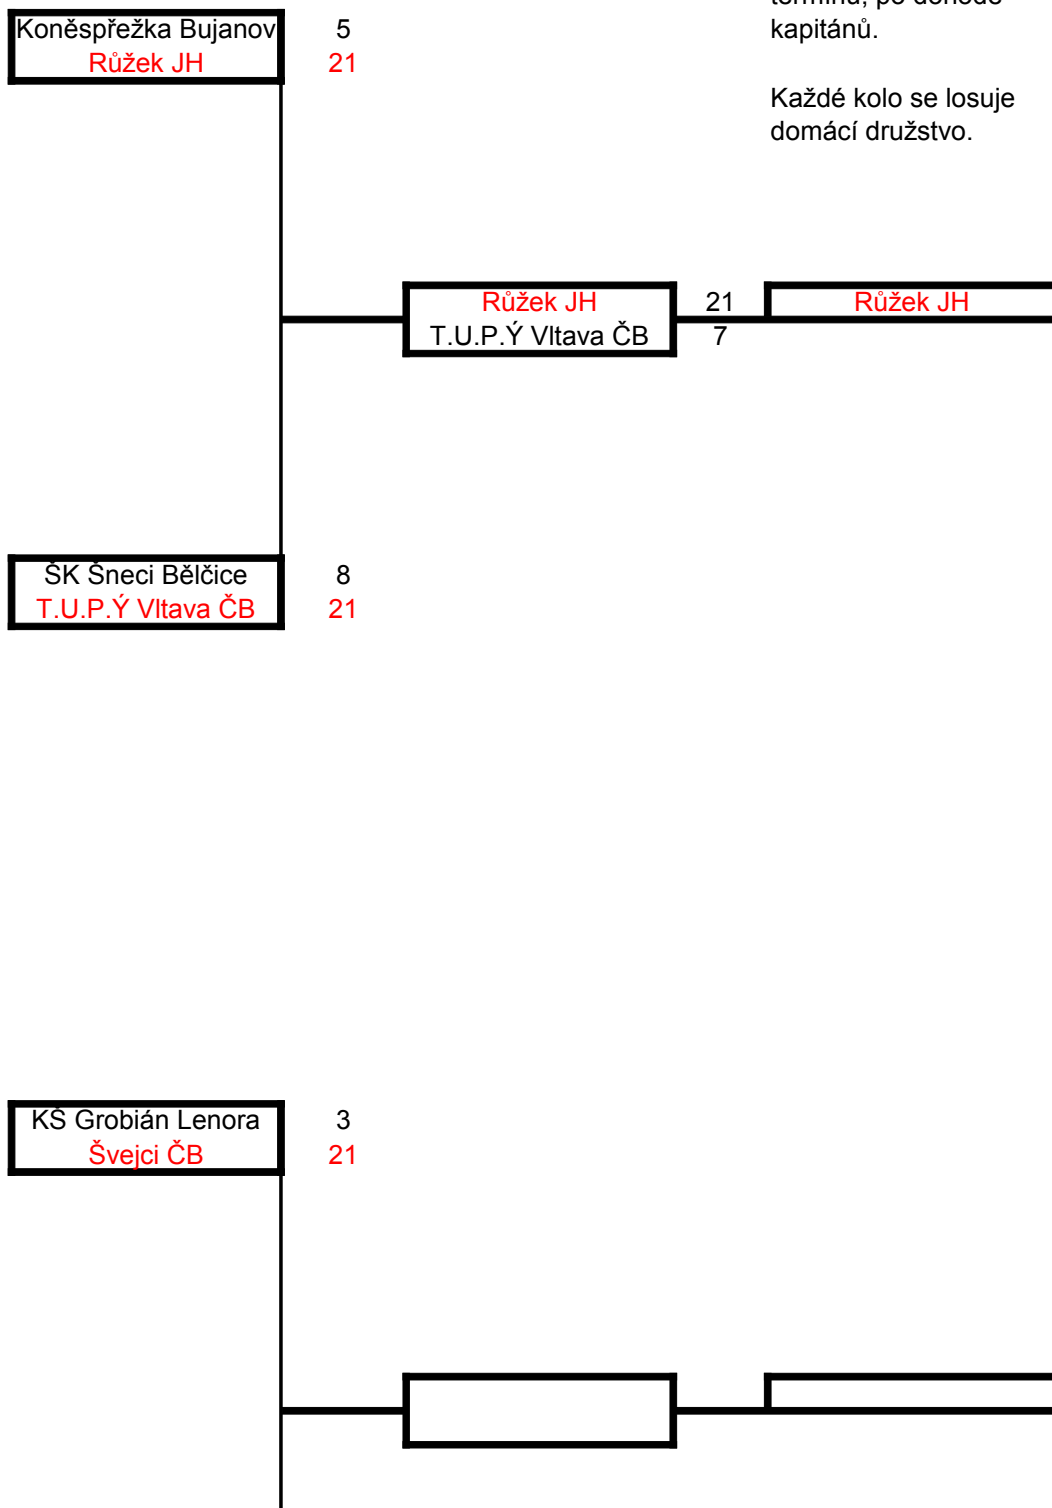 kapitánů.
Každé kolo se losuje
domácí družstvo.
Koněspřežka Bujanov 5
Růžek JH 21
Růžek JH 21
T.U.P.Ý Vltava ČB 7
Růžek JH
ŠK Šneci Bělčice 8
T.U.P.Ý Vltava ČB 21
KŠ Grobián Lenora 3
Švejci ČB 21